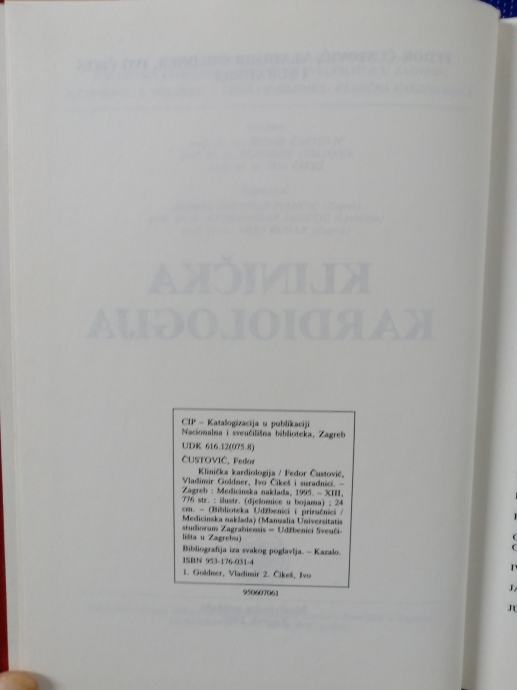 CIP – Katalogizacija u publikaciji
Nacionalna i sveučilišna biblioteka, Zagreb
UDK 616.12(075.8)
ČUSTOVIĆ, Fedor
Klinička kardiologija / Fedor Čustović,
Vladimir Goldner, Ivo Čikeš i suradnici. –
Zagreb : Medicinska naklada, 1995. – XIII,
776 str. : ilustr. (djelomice u bojama) ; 24
cm. – (Biblioteka Udžbenici i priručnici /
Medicinska naklada) (Manualia Universitatis
studiorum Zagrabiensis = Udžbenici Sveuči-
lišta u Zagrebu)
Bibliografija iza svakog poglavlja. – Kazalo.
ISBN 953-176-031-4
1. Goldner, Vladimir 2. Čikeš, Ivo
950607061
KLINIČKA
KARDIOLOGIJA